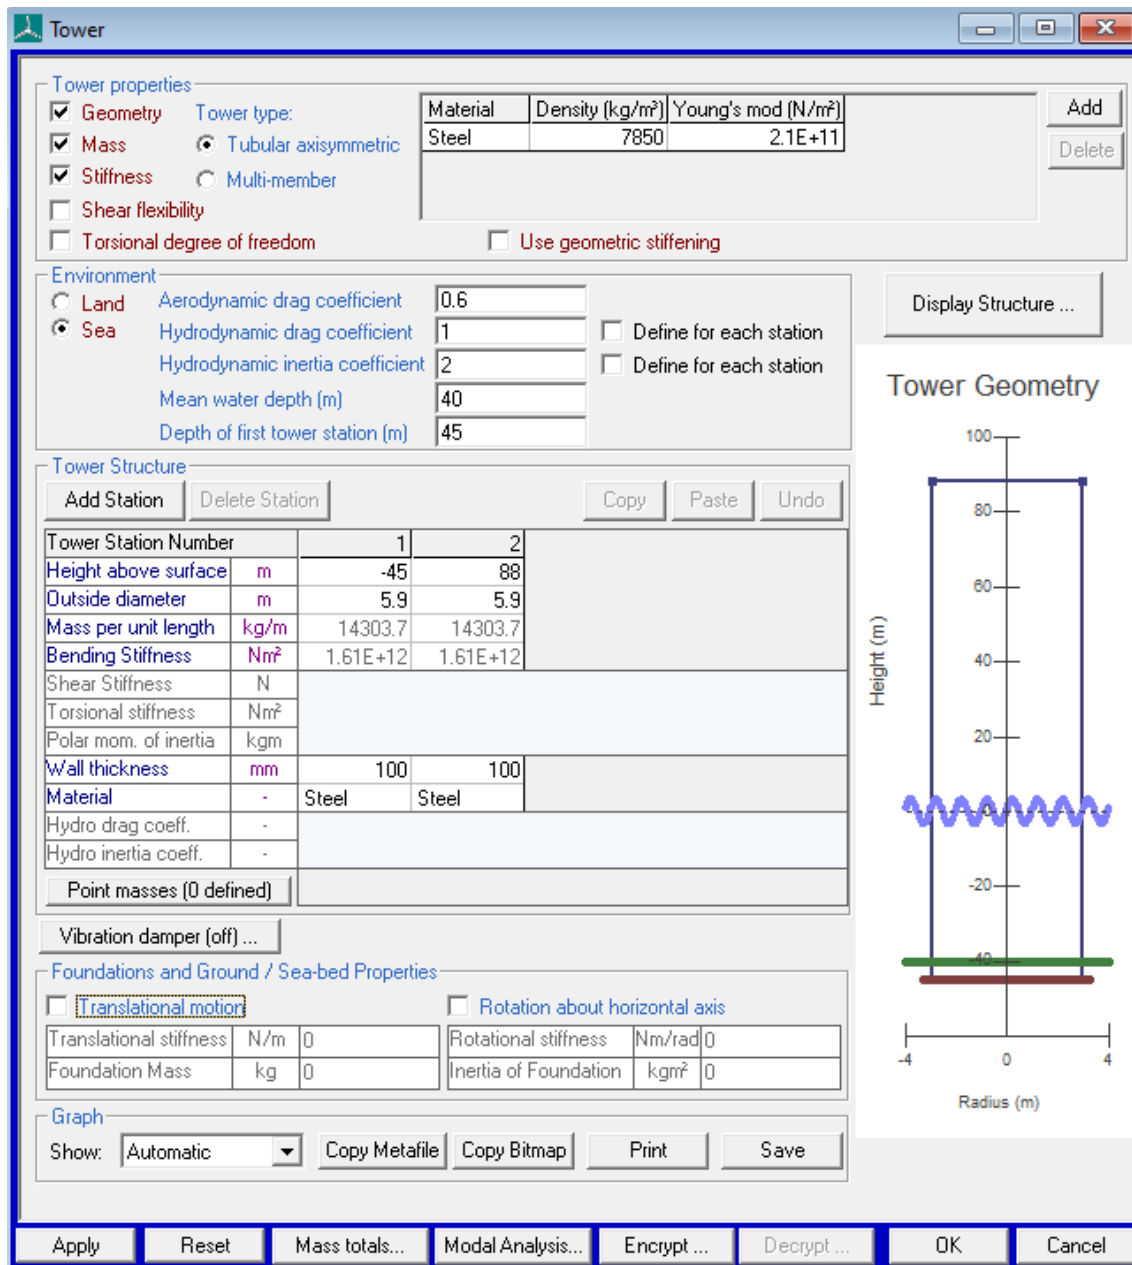 Tower
Tower properties
Geometry Tower type:
Mass Tubular axisymmetric
Stiffness Multi-member
Shear flexibility
Torsional degree of freedom Use geometric stiffening
Material Density (kg/m³) Young's mod (N/m²)
Steel 7850 2.1E+11
Add
Delete
Environment
Land
Sea
Aerodynamic drag coefficient 0.6
Hydrodynamic drag coefficient 1 Define for each station
Hydrodynamic inertia coefficient 2 Define for each station
Mean water depth (m) 40
Depth of first tower station (m) 45
Display Structure ...
Tower Structure
Add Station Delete Station Copy Paste Undo
Tower Station Number 1 2
Height above surface m -45 88
Outside diameter m 5.9 5.9
Mass per unit length kg/m 14303.7 14303.7
Bending Stiffness Nm² 1.61E+12 1.61E+12
Shear Stiffness N
Torsional stiffness Nm²
Polar mom. of inertia kgm
Wall thickness mm 100 100
Material - Steel Steel
Hydro drag coeff. -
Hydro inertia coeff. -
Point masses (0 defined)
Vibration damper (off) ...
Foundations and Ground / Sea-bed Properties
Translational motion Rotation about horizontal axis
Translational stiffness N/m 0 Rotational stiffness Nm/rad 0
Foundation Mass kg 0 Inertia of Foundation kgm² 0
Graph
Show: Automatic Copy Metafile Copy Bitmap Print Save
Tower Geometry
100
80
60
40
20
0
-20
-40
Height (m)
-4 0 4
Radius (m)
Apply Reset Mass totals... Modal Analysis... Encrypt ... Decrypt ... OK Cancel